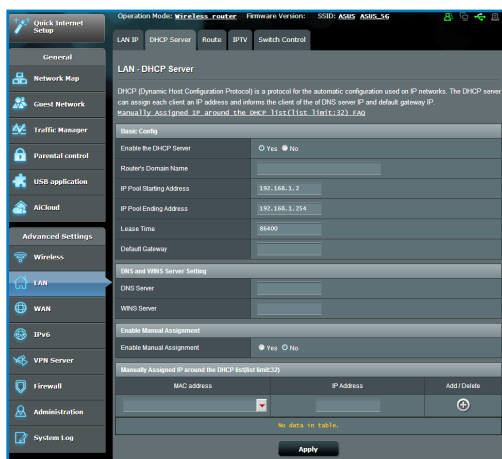 Quick Internet Setup
Operation Mode: Wireless router Firmware Version: SSID: ASUS ASUS_5G
LAN IP DHCP Server Route IPTV Switch Control
General
Network Map
Guest Network
Traffic Manager
Parental control
USB application
AiCloud
Advanced Settings
Wireless
LAN
WAN
IPv6
VPN Server
Firewall
Administration
System Log
LAN - DHCP Server
DHCP (Dynamic Host Configuration Protocol) is a protocol for the automatic configuration used on IP networks. The DHCP server
can assign each client an IP address and informs the client of the of DNS server IP and default gateway IP.
Manually Assigned IP around the DHCP list(list limit:32) FAQ
Basic Config
Enable the DHCP Server Yes No
Router's Domain Name
IP Pool Starting Address 192.168.1.2
IP Pool Ending Address 192.168.1.254
Lease Time 86400
Default Gateway
DNS and WINS Server Setting
DNS Server
WINS Server
Enable Manual Assignment
Enable Manual Assignment Yes No
Manually Assigned IP around the DHCP list(list limit:32)
MAC address IP Address Add / Delete
No data in table.
Apply